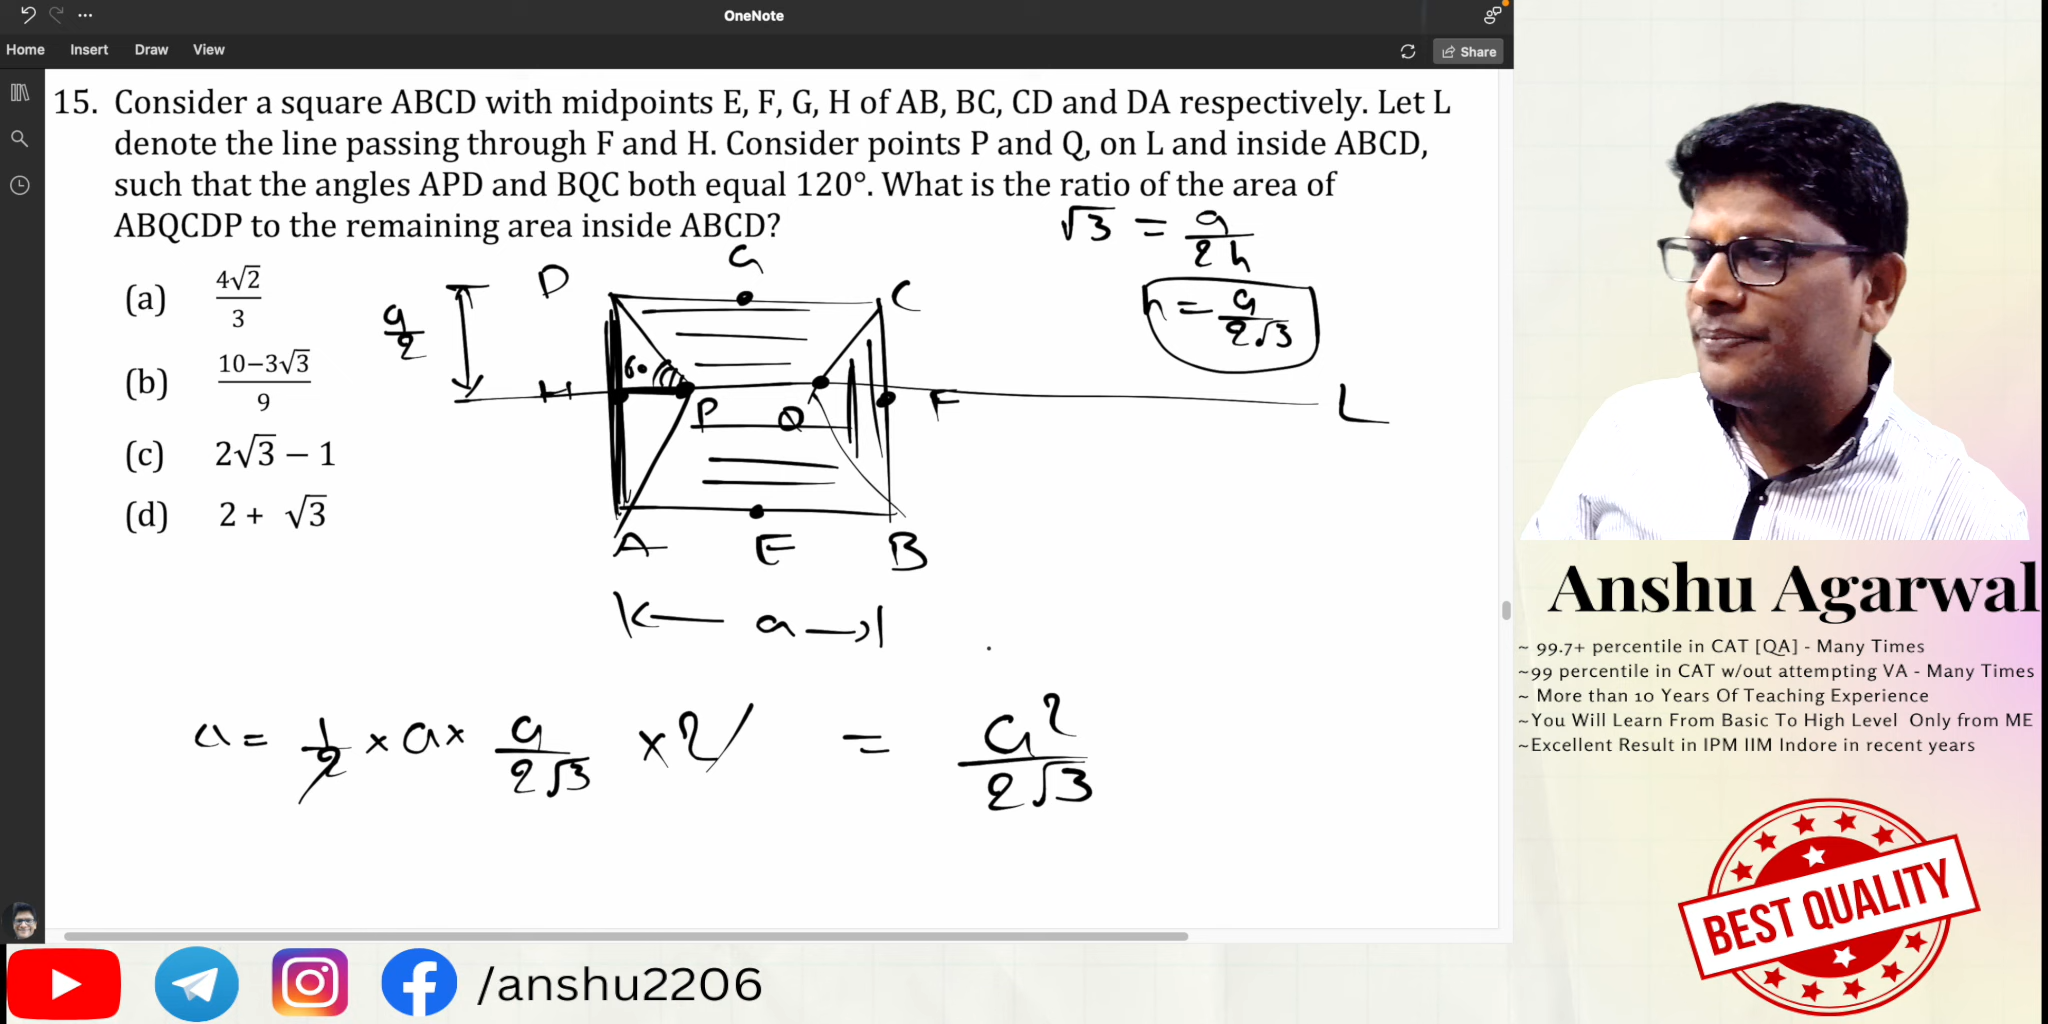 OneNote
Home Insert Draw View
Share
15. Consider a square ABCD with midpoints E, F, G, H of AB, BC, CD and DA respectively. Let L
denote the line passing through F and H. Consider points P and Q, on L and inside ABCD,
such that the angles APD and BQC both equal 120°. What is the ratio of the area of
ABQCDP to the remaining area inside ABCD?
√3 = a/2h
h = a/2√3
(a) 4√2/3
(b) (10−3√3)/9
(c) 2√3 − 1
(d) 2 + √3
G
D C
a/2
60
H P Q F L
A E B
a
= 1/2 × a × a/2√3 × 2 = a²/2√3
Anshu Agarwal
~ 99.7+ percentile in CAT [QA] - Many Times
~99 percentile in CAT w/out attempting VA - Many Times
~ More than 10 Years Of Teaching Experience
~You Will Learn From Basic To High Level Only from ME
~Excellent Result in IPM IIM Indore in recent years
BEST QUALITY
/anshu2206